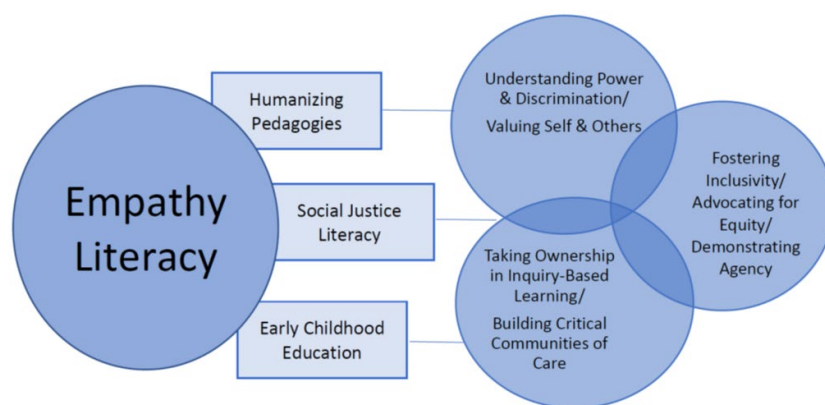 Empathy
Literacy
Humanizing
Pedagogies
Social Justice
Literacy
Early Childhood
Education
Understanding Power
& Discrimination/
Valuing Self & Others
Fostering
Inclusivity/
Advocating for
Equity/
Demonstrating
Agency
Taking Ownership
in Inquiry-Based
Learning/
Building Critical
Communities of
Care